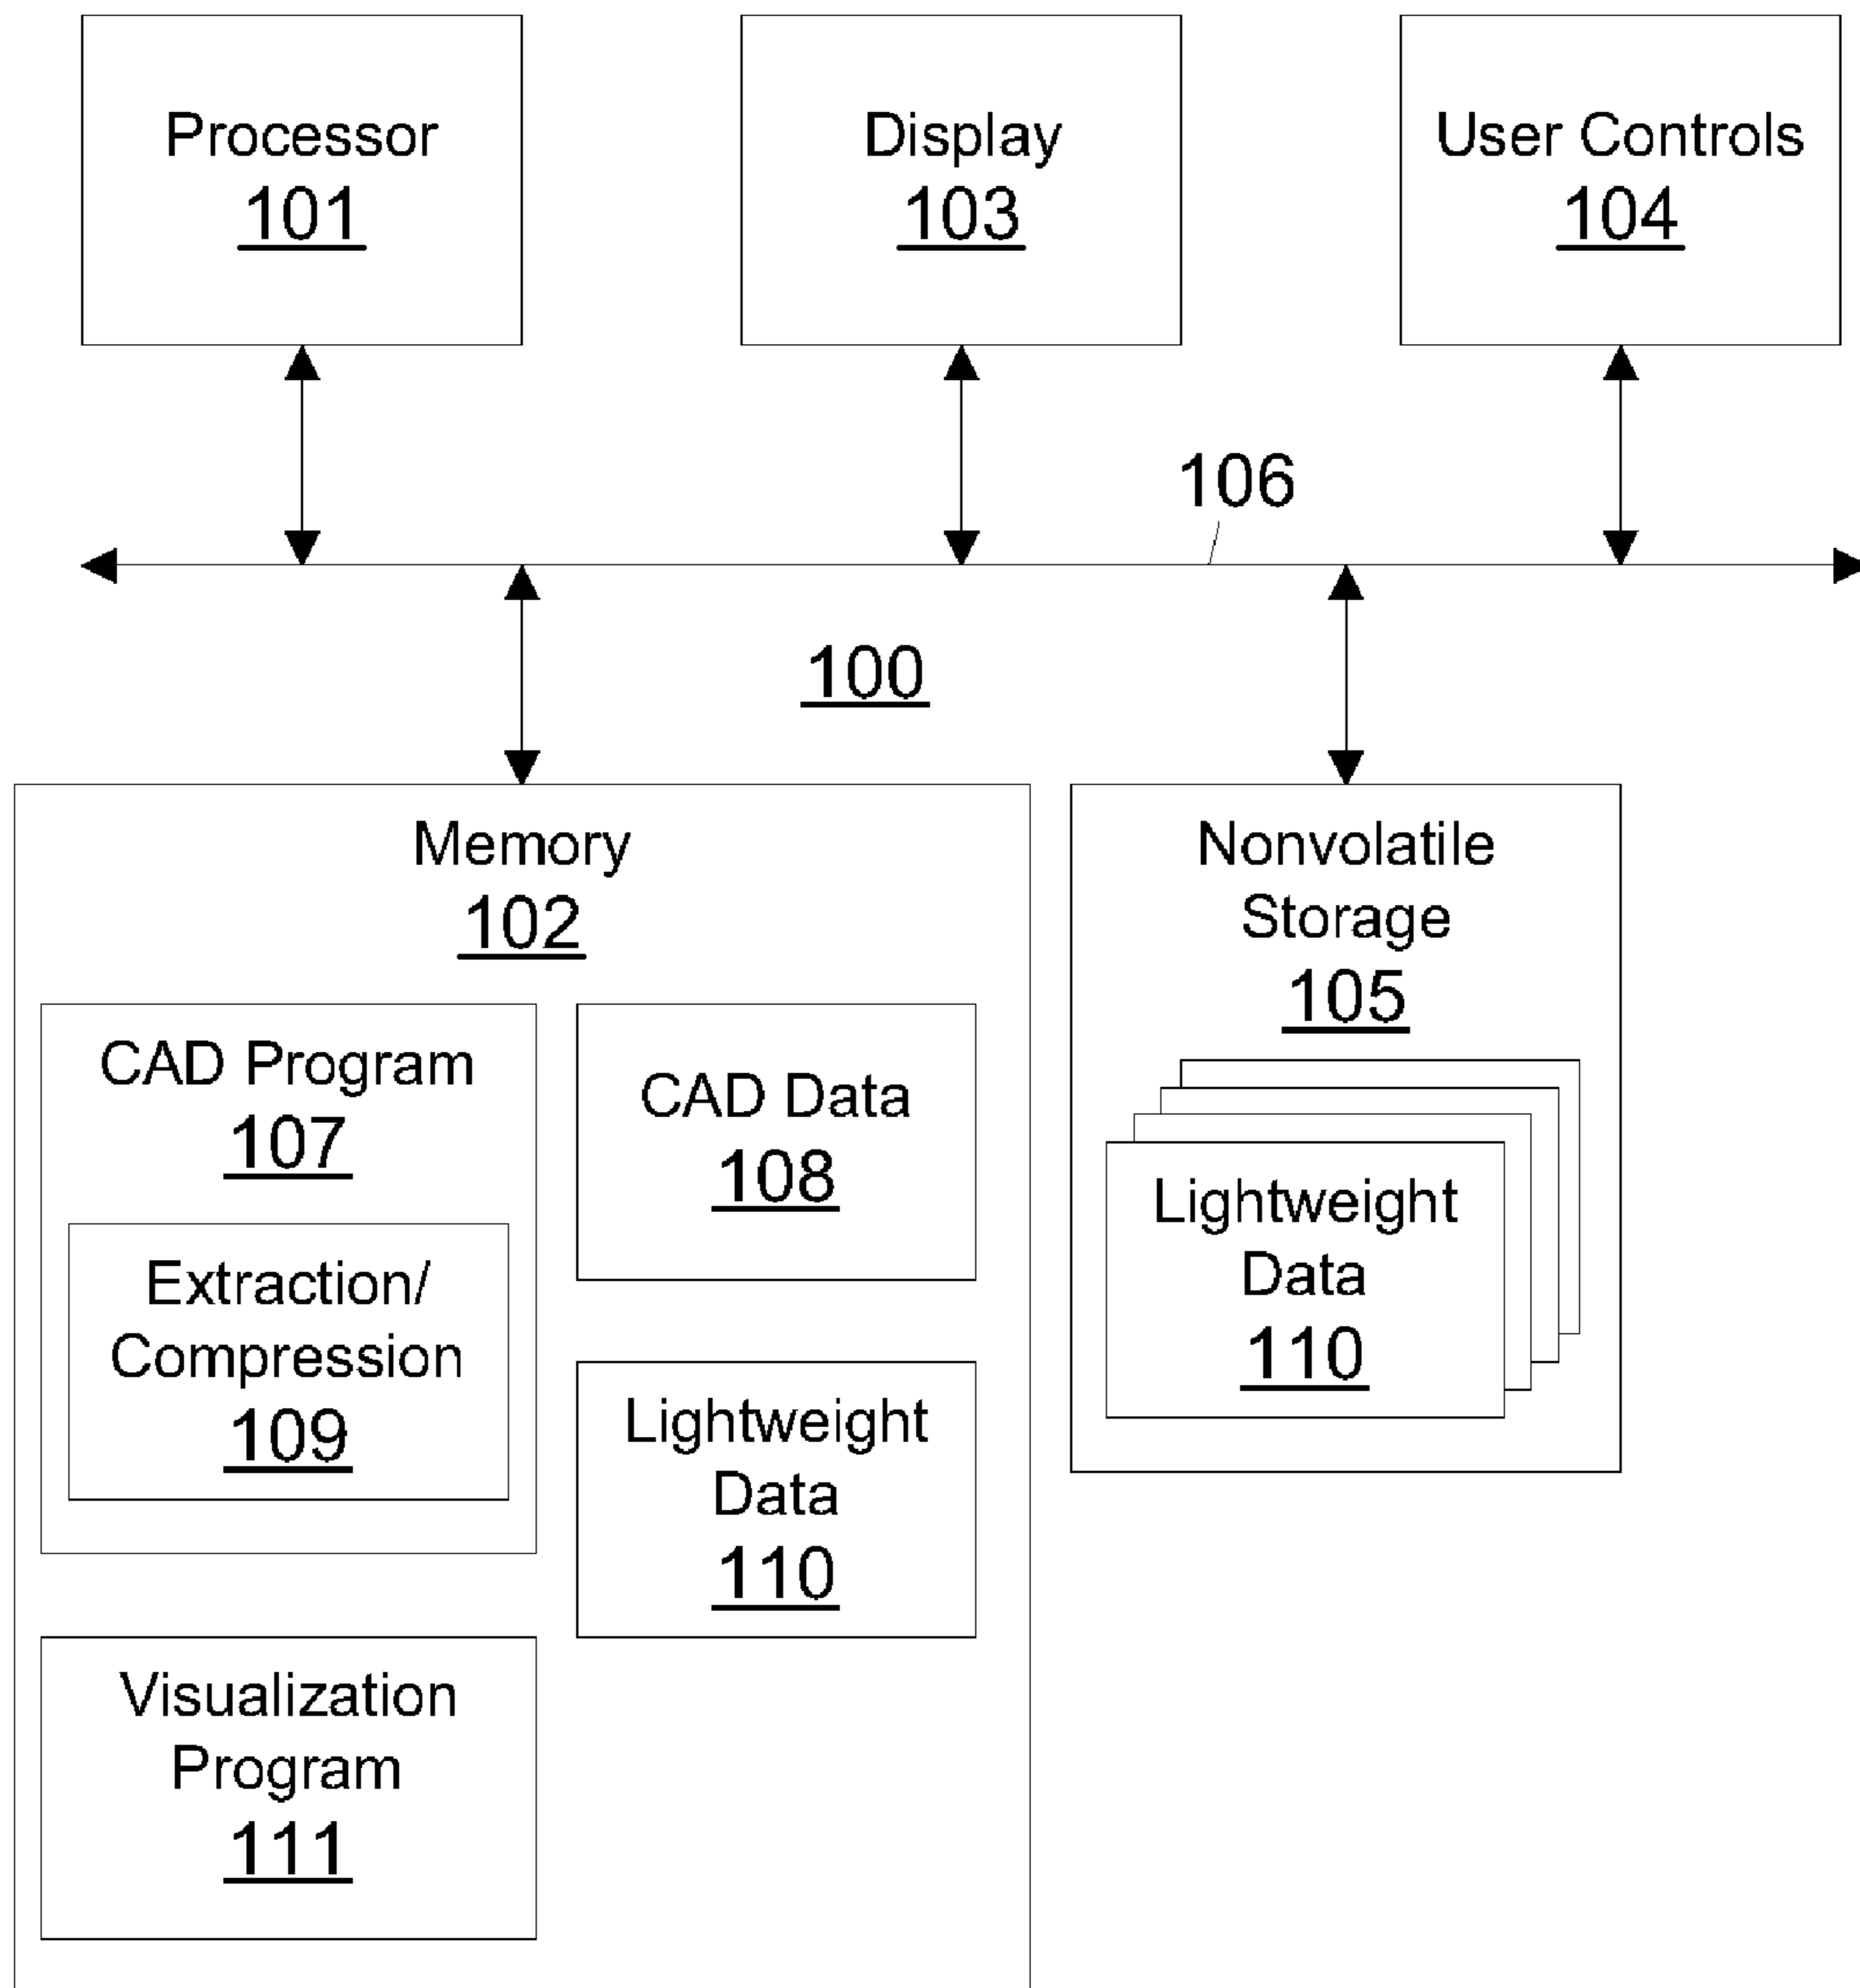 Processor
101
Display
103
User Controls
104
106
100
Memory
102
CAD Program
107
Extraction/
Compression
109
CAD Data
108
Lightweight
Data
110
Visualization
Program
111
Nonvolatile
Storage
105
Lightweight
Data
110